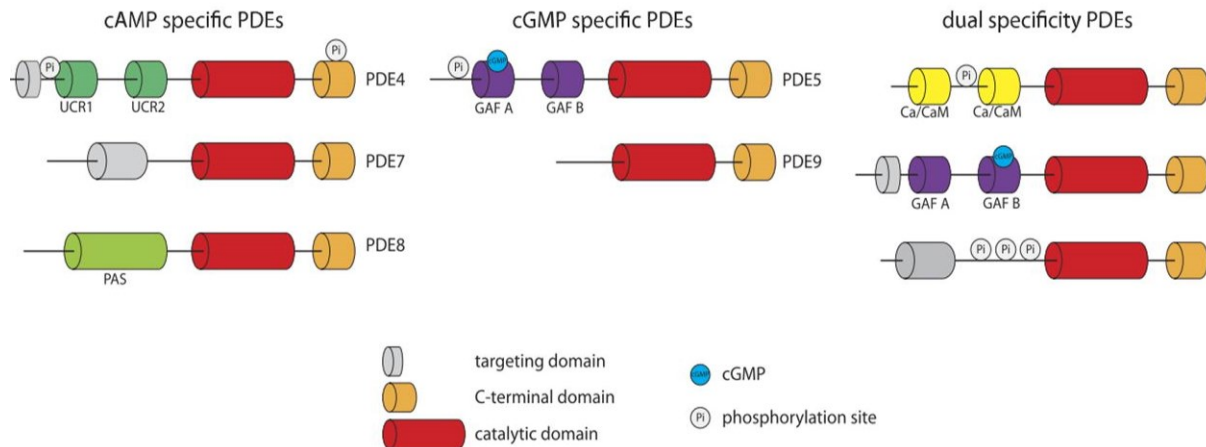 cAMP specific PDEs
cGMP specific PDEs
dual specificity PDEs
Pi
Pi
PDE4
UCR1
UCR2
Pi
cGMP
PDE5
GAF A
GAF B
Pi
Ca/CaM
Ca/CaM
PDE7
PDE9
cGMP
GAF A
GAF B
PDE8
PAS
Pi
Pi
Pi
targeting domain
C-terminal domain
catalytic domain
cGMP
cGMP
Pi
phosphorylation site